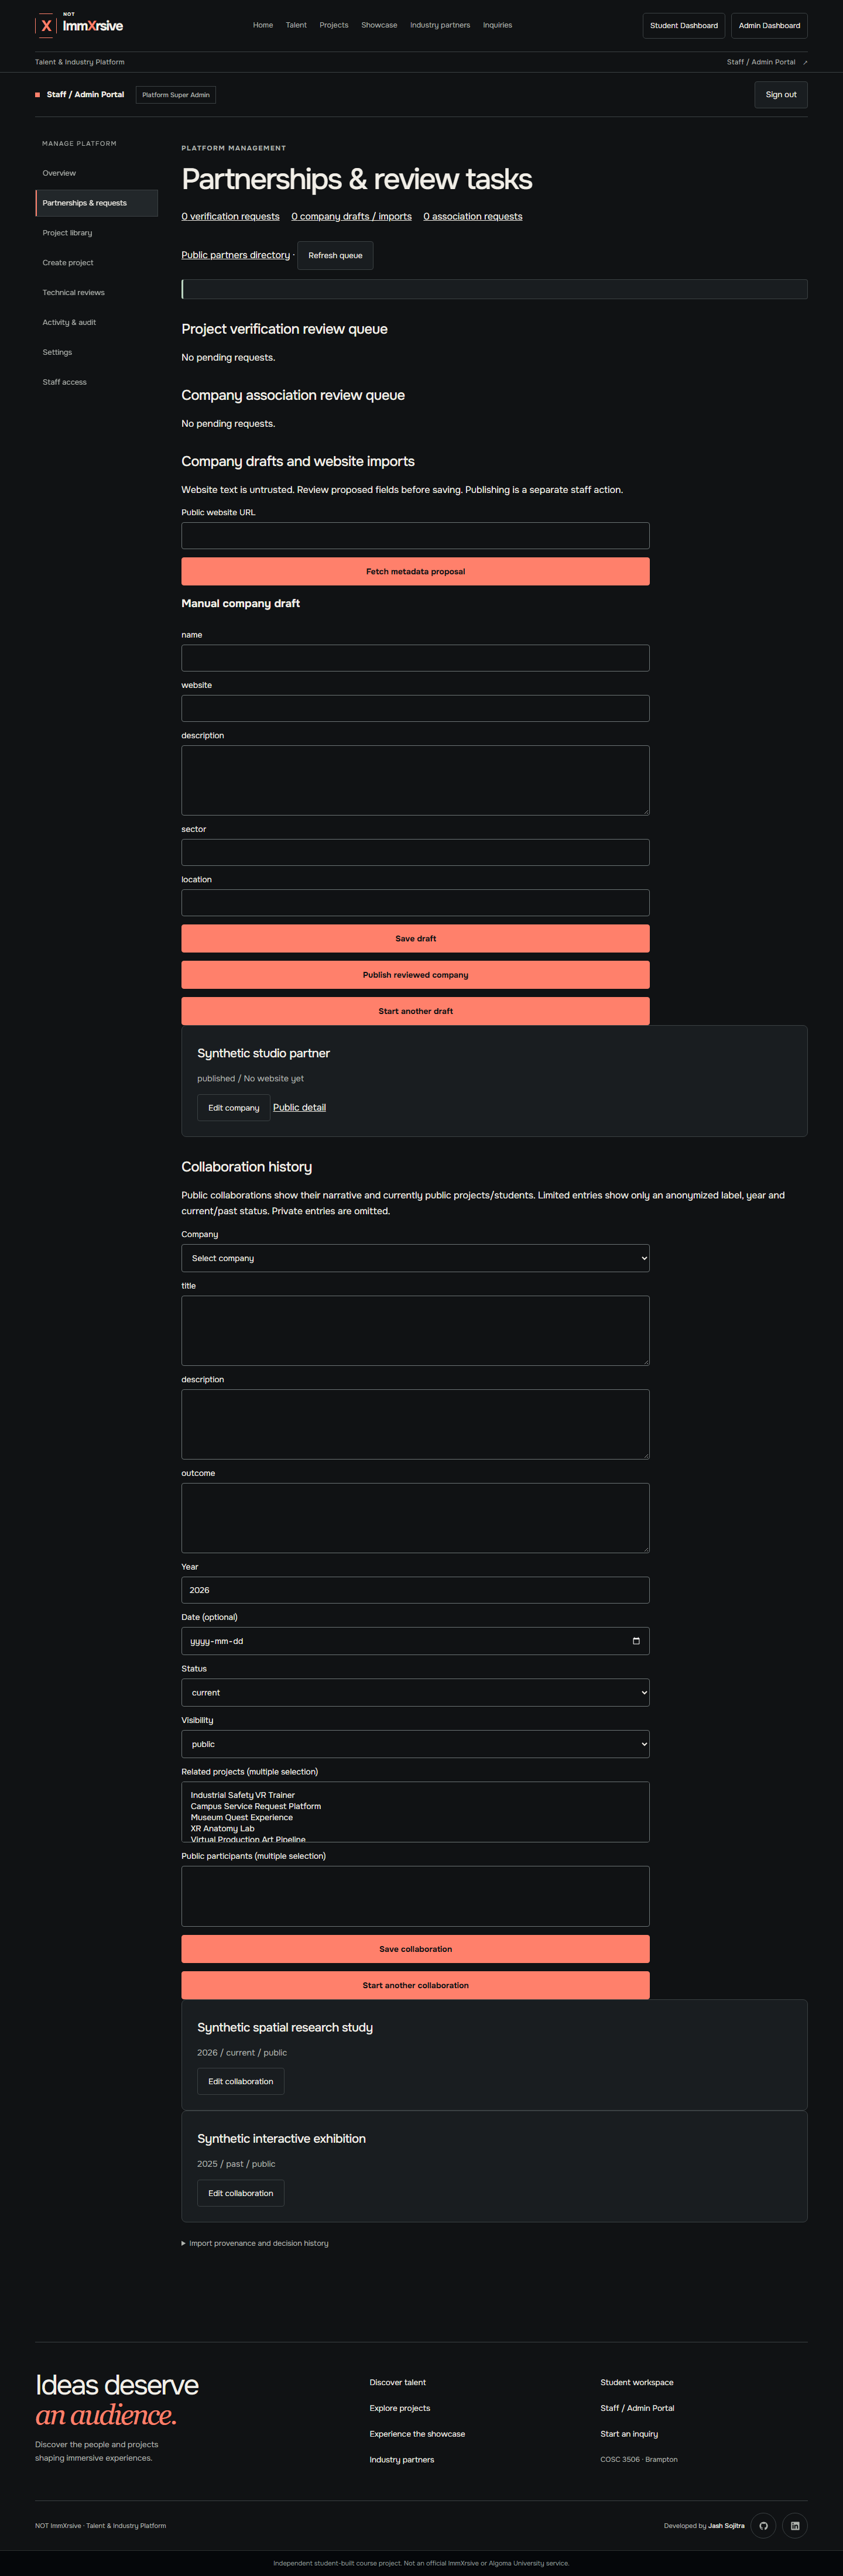 NOT
X ImmXrsive
Home Talent Projects Showcase Industry partners Inquiries
Student Dashboard Admin Dashboard
Talent & Industry Platform
Staff / Admin Portal ↗
Staff / Admin Portal
Platform Super Admin
Sign out
MANAGE PLATFORM
Overview
Partnerships & requests
Project library
Create project
Technical reviews
Activity & audit
Settings
Staff access
PLATFORM MANAGEMENT
Partnerships & review tasks
0 verification requests 0 company drafts / imports 0 association requests
Public partners directory · Refresh queue
Project verification review queue
No pending requests.
Company association review queue
No pending requests.
Company drafts and website imports
Website text is untrusted. Review proposed fields before saving. Publishing is a separate staff action.
Public website URL
Fetch metadata proposal
Manual company draft
name
website
description
sector
location
Save draft
Publish reviewed company
Start another draft
Synthetic studio partner
published / No website yet
Edit company Public detail
Collaboration history
Public collaborations show their narrative and currently public projects/students. Limited entries show only an anonymized label, year and
current/past status. Private entries are omitted.
Company
Select company
title
description
outcome
Year
2026
Date (optional)
yyyy-mm-dd
Status
current
Visibility
public
Related projects (multiple selection)
Industrial Safety VR Trainer
Campus Service Request Platform
Museum Quest Experience
XR Anatomy Lab
Virtual Production Art Pipeline
Public participants (multiple selection)
Save collaboration
Start another collaboration
Synthetic spatial research study
2026 / current / public
Edit collaboration
Synthetic interactive exhibition
2025 / past / public
Edit collaboration
Import provenance and decision history
Ideas deserve
an audience.
Discover the people and projects
shaping immersive experiences.
Discover talent
Explore projects
Experience the showcase
Industry partners
Student workspace
Staff / Admin Portal
Start an inquiry
COSC 3506 · Brampton
NOT ImmXrsive · Talent & Industry Platform
Developed by Jash Sojitra
Independent student-built course project. Not an official ImmXrsive or Algoma University service.